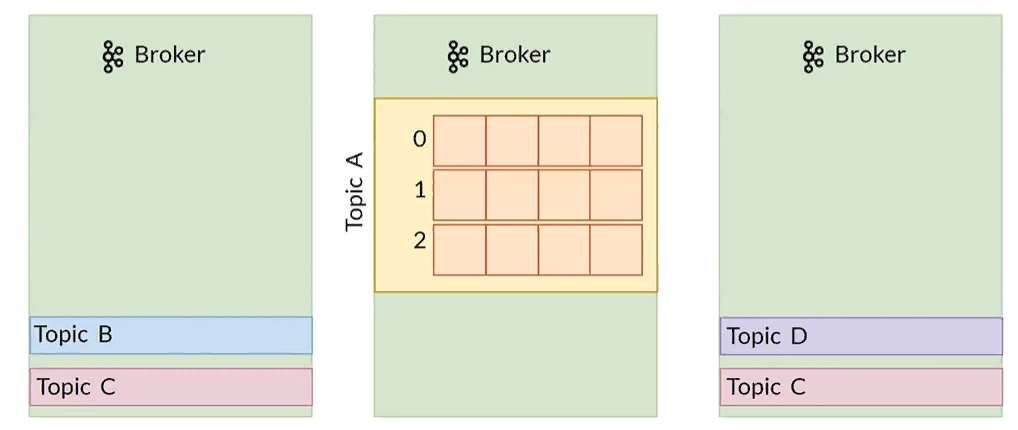 Broker
Topic B
Topic C
Broker
Topic A
0
1
2
Broker
Topic D
Topic C